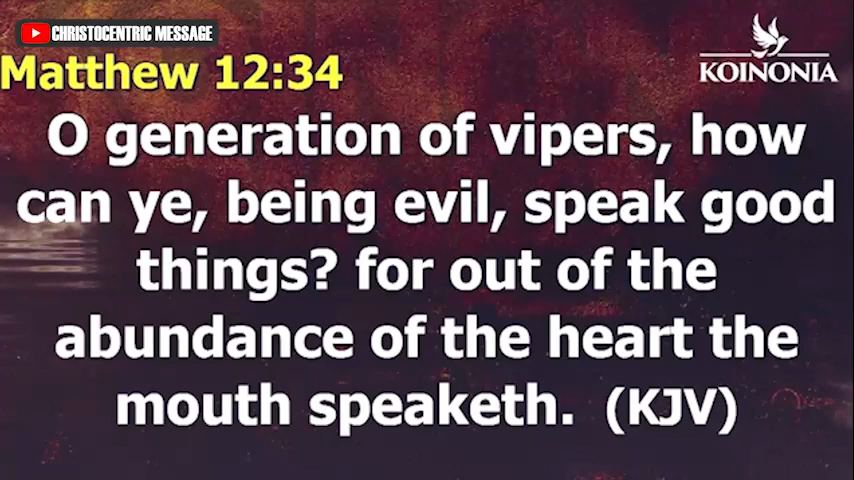 CHRISTOCENTRIC MESSAGE
KOINONIA
Matthew 12:34
O generation of vipers, how
can ye, being evil, speak good
things? for out of the
abundance of the heart the
mouth speaketh. (KJV)